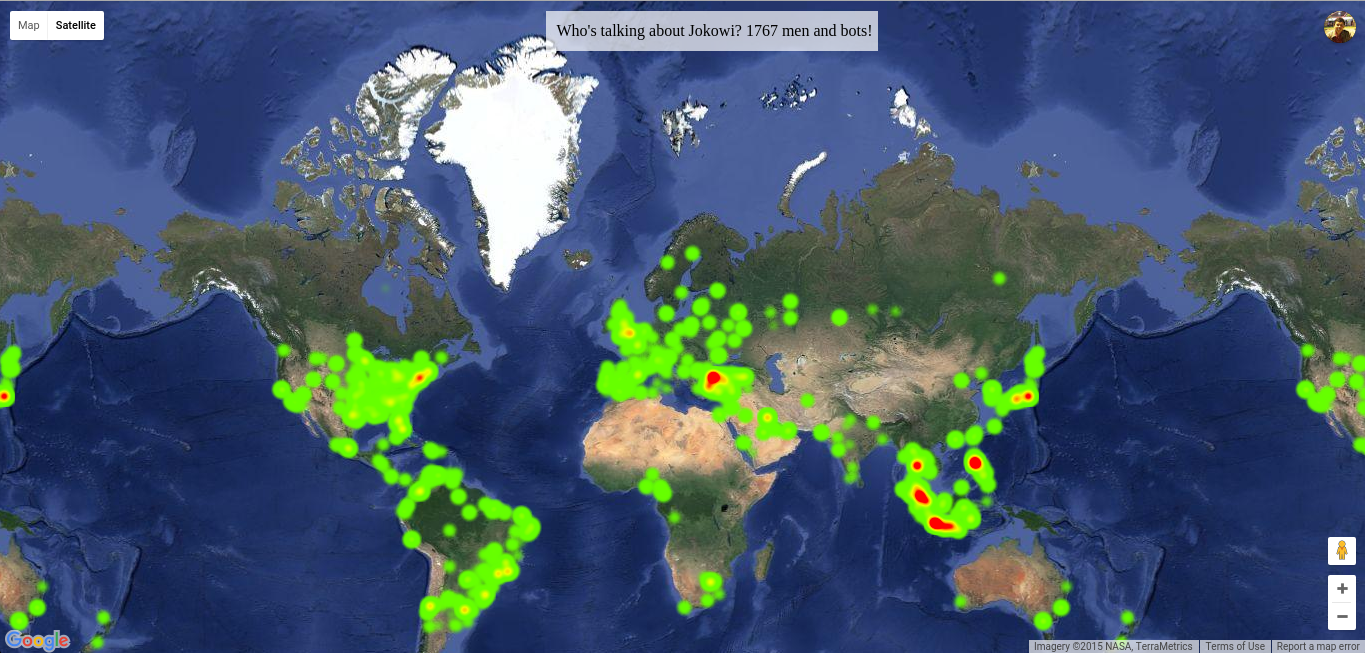 Map Satellite
Who's talking about Jokowi? 1767 men and bots!
Google
Imagery ©2015 NASA, TerraMetrics Terms of Use Report a map error